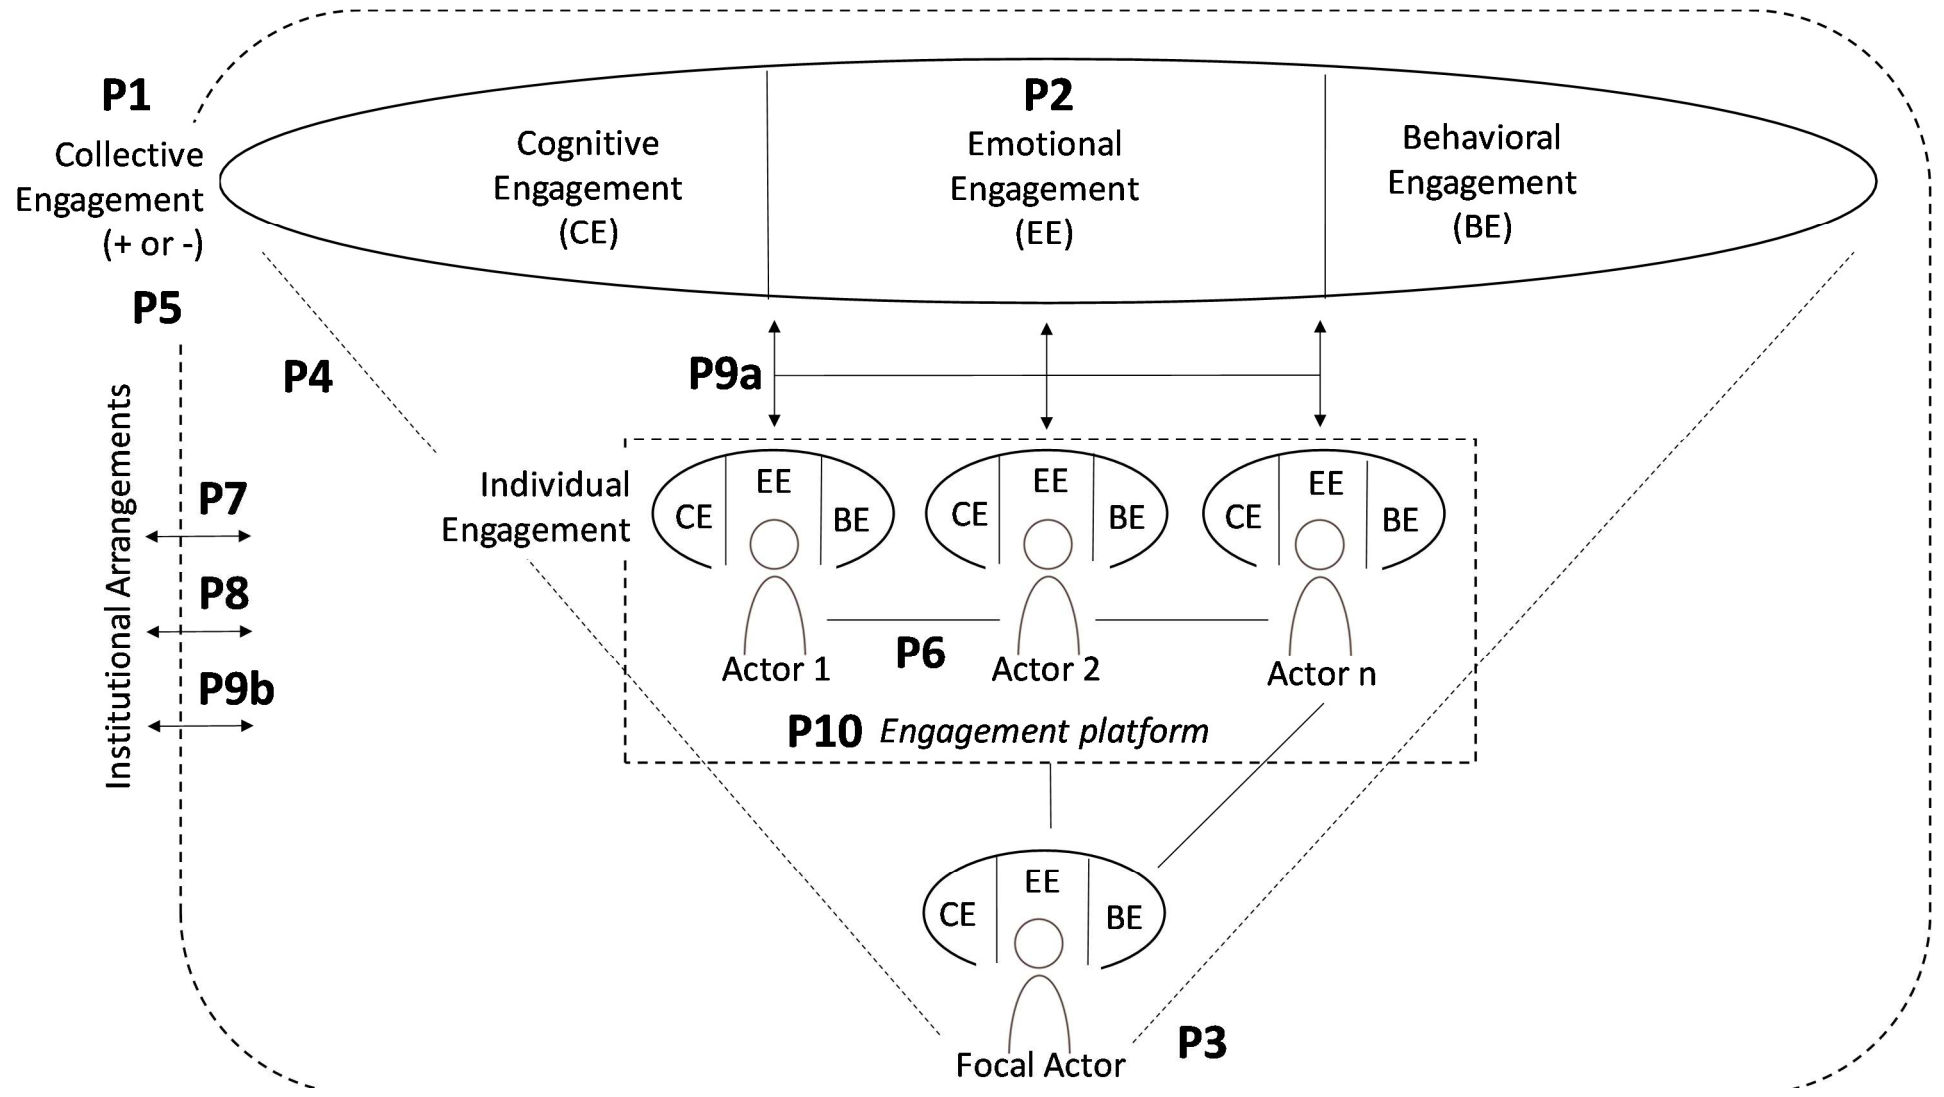 P1
Collective
Engagement
(+ or -)
Cognitive
Engagement
(CE)
P2
Emotional
Engagement
(EE)
Behavioral
Engagement
(BE)
P5
P4
P9a
Institutional Arrangements
P7
P8
P9b
Individual
Engagement
CE
EE
BE
CE
EE
BE
CE
EE
BE
Actor 1
P6
Actor 2
Actor n
P10 Engagement platform
CE
EE
BE
Focal Actor
P3